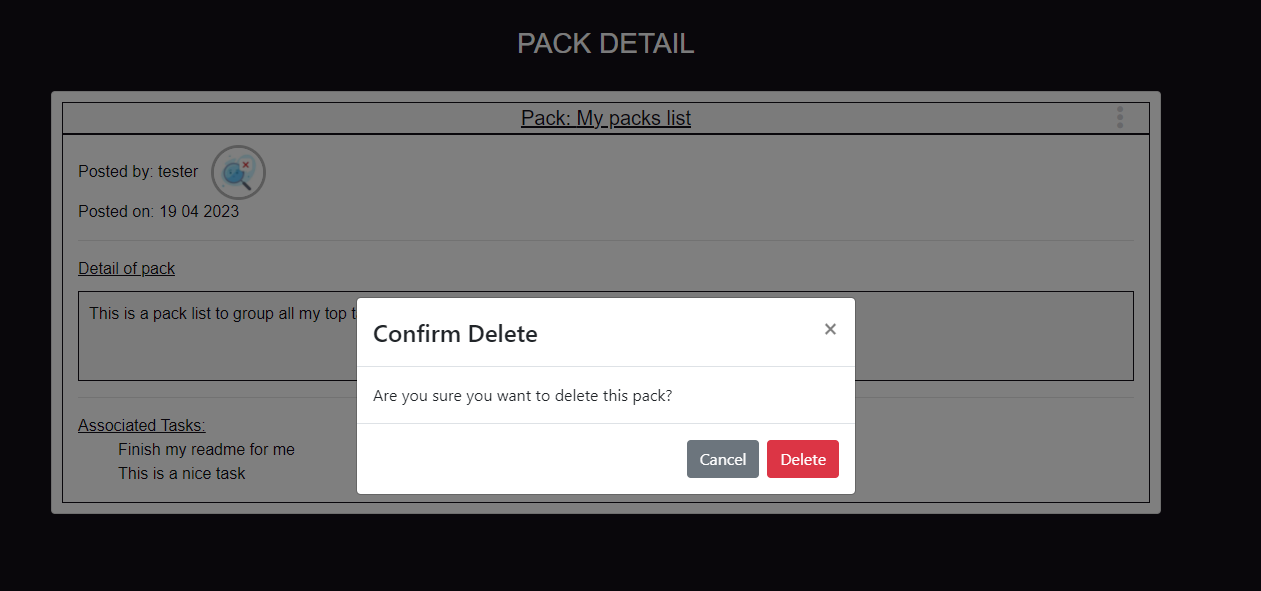 PACK DETAIL
Pack: My packs list
Posted by: tester
Posted on: 19 04 2023
Detail of pack
This is a pack list to group all my top
Confirm Delete
×
Are you sure you want to delete this pack?
Cancel Delete
Associated Tasks:
Finish my readme for me
This is a nice task